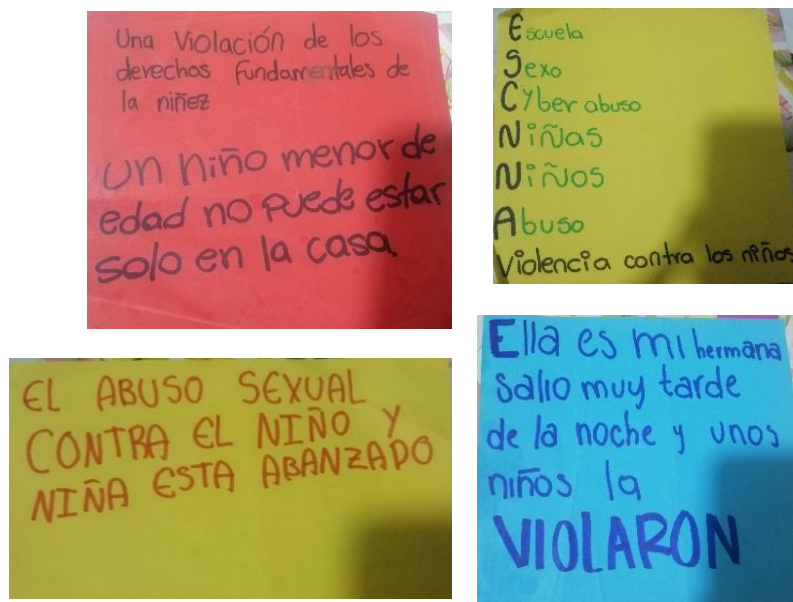 Una Violación de los
derechos fundamentales de
la niñez
un niño menor de
edad no puede estar
solo en la casa.
Escuela
Sexo
Cyber abuso
Niñas
Niños
Abuso
Violencia contra los niños
EL ABUSO SEXUAL
CONTRA EL NIÑO Y
NIÑA ESTA ABANZADO
Ella es mi hermana
salio muy tarde
de la noche y unos
niños la
VIOLARON